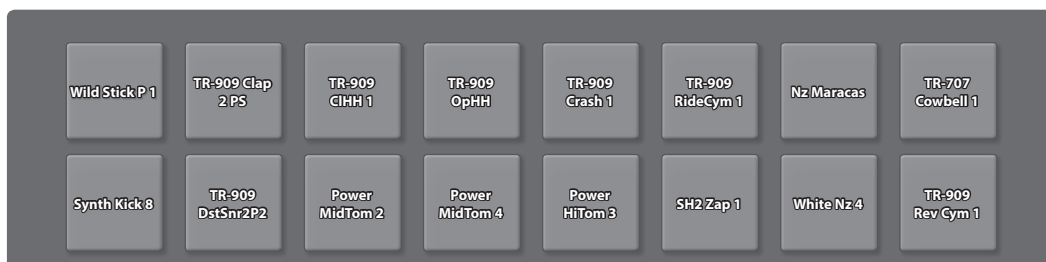 Wild Stick P 1
TR-909 Clap
2 PS
TR-909
ClHH 1
TR-909
OpHH
TR-909
Crash 1
TR-909
RideCym 1
Nz Maracas
TR-707
Cowbell 1
Synth Kick 8
TR-909
DstSnr2P2
Power
MidTom 2
Power
MidTom 4
Power
HiTom 3
SH2 Zap 1
White Nz 4
TR-909
Rev Cym 1